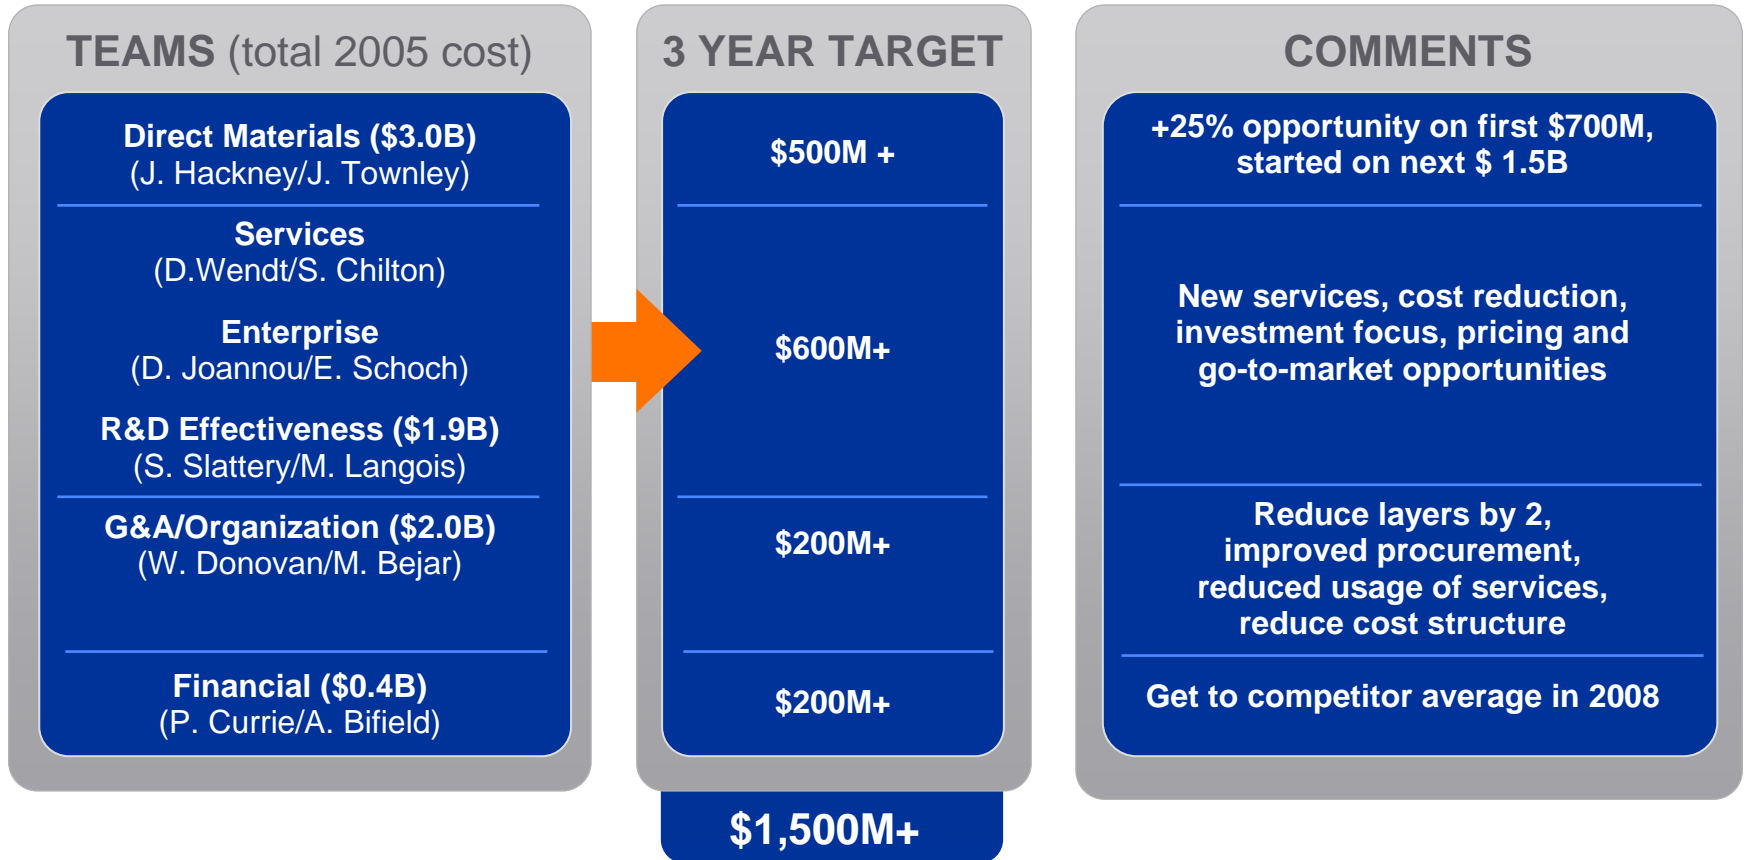 TEAMS (total 2005 cost)
Direct Materials ($3.0B)
(J. Hackney/J. Townley)
Services
(D.Wendt/S. Chilton)
Enterprise
(D. Joannou/E. Schoch)
R&D Effectiveness ($1.9B)
(S. Slattery/M. Langois)
G&A/Organization ($2.0B)
(W. Donovan/M. Bejar)
Financial ($0.4B)
(P. Currie/A. Bifield)
3 YEAR TARGET
$500M +
$600M+
$200M+
$200M+
$1,500M+
COMMENTS
+25% opportunity on first $700M,
started on next $ 1.5B
New services, cost reduction,
investment focus, pricing and
go-to-market opportunities
Reduce layers by 2,
improved procurement,
reduced usage of services,
reduce cost structure
Get to competitor average in 2008